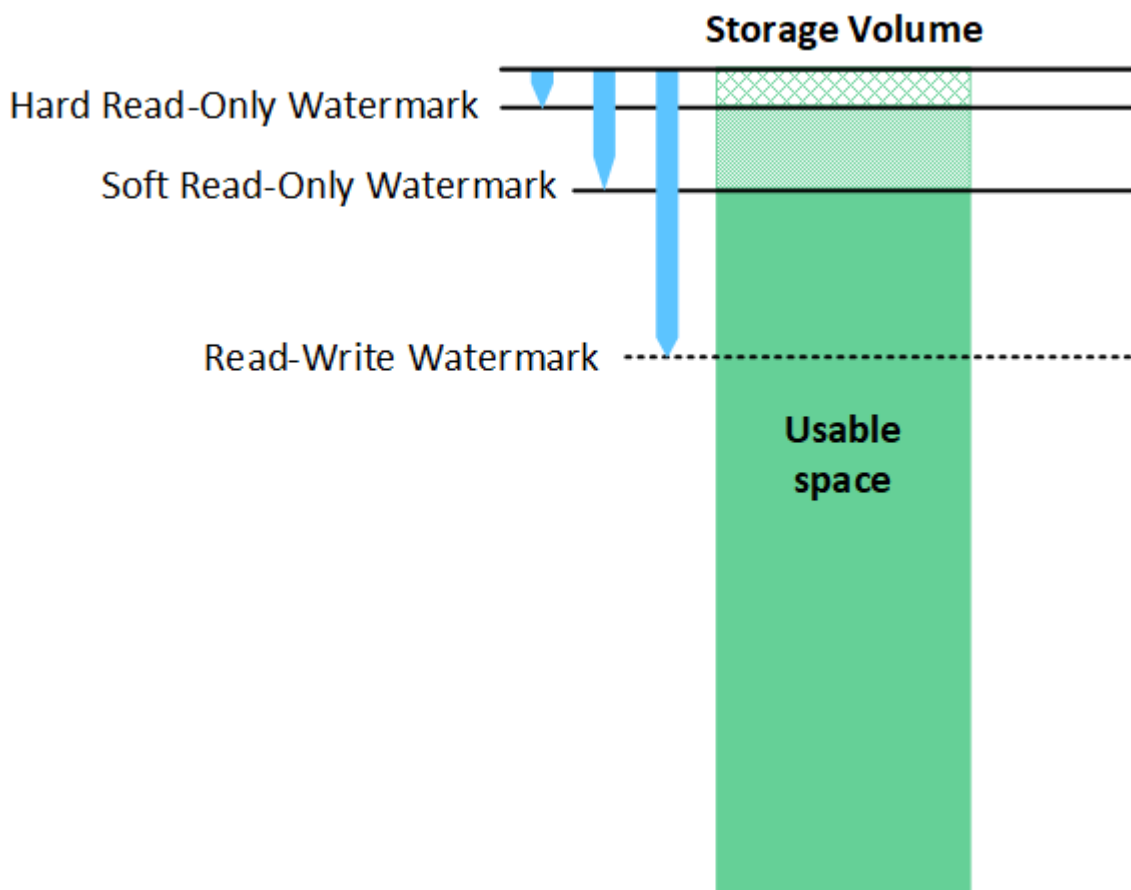 Storage Volume
Hard Read-Only Watermark
Soft Read-Only Watermark
Read-Write Watermark
Usable
space